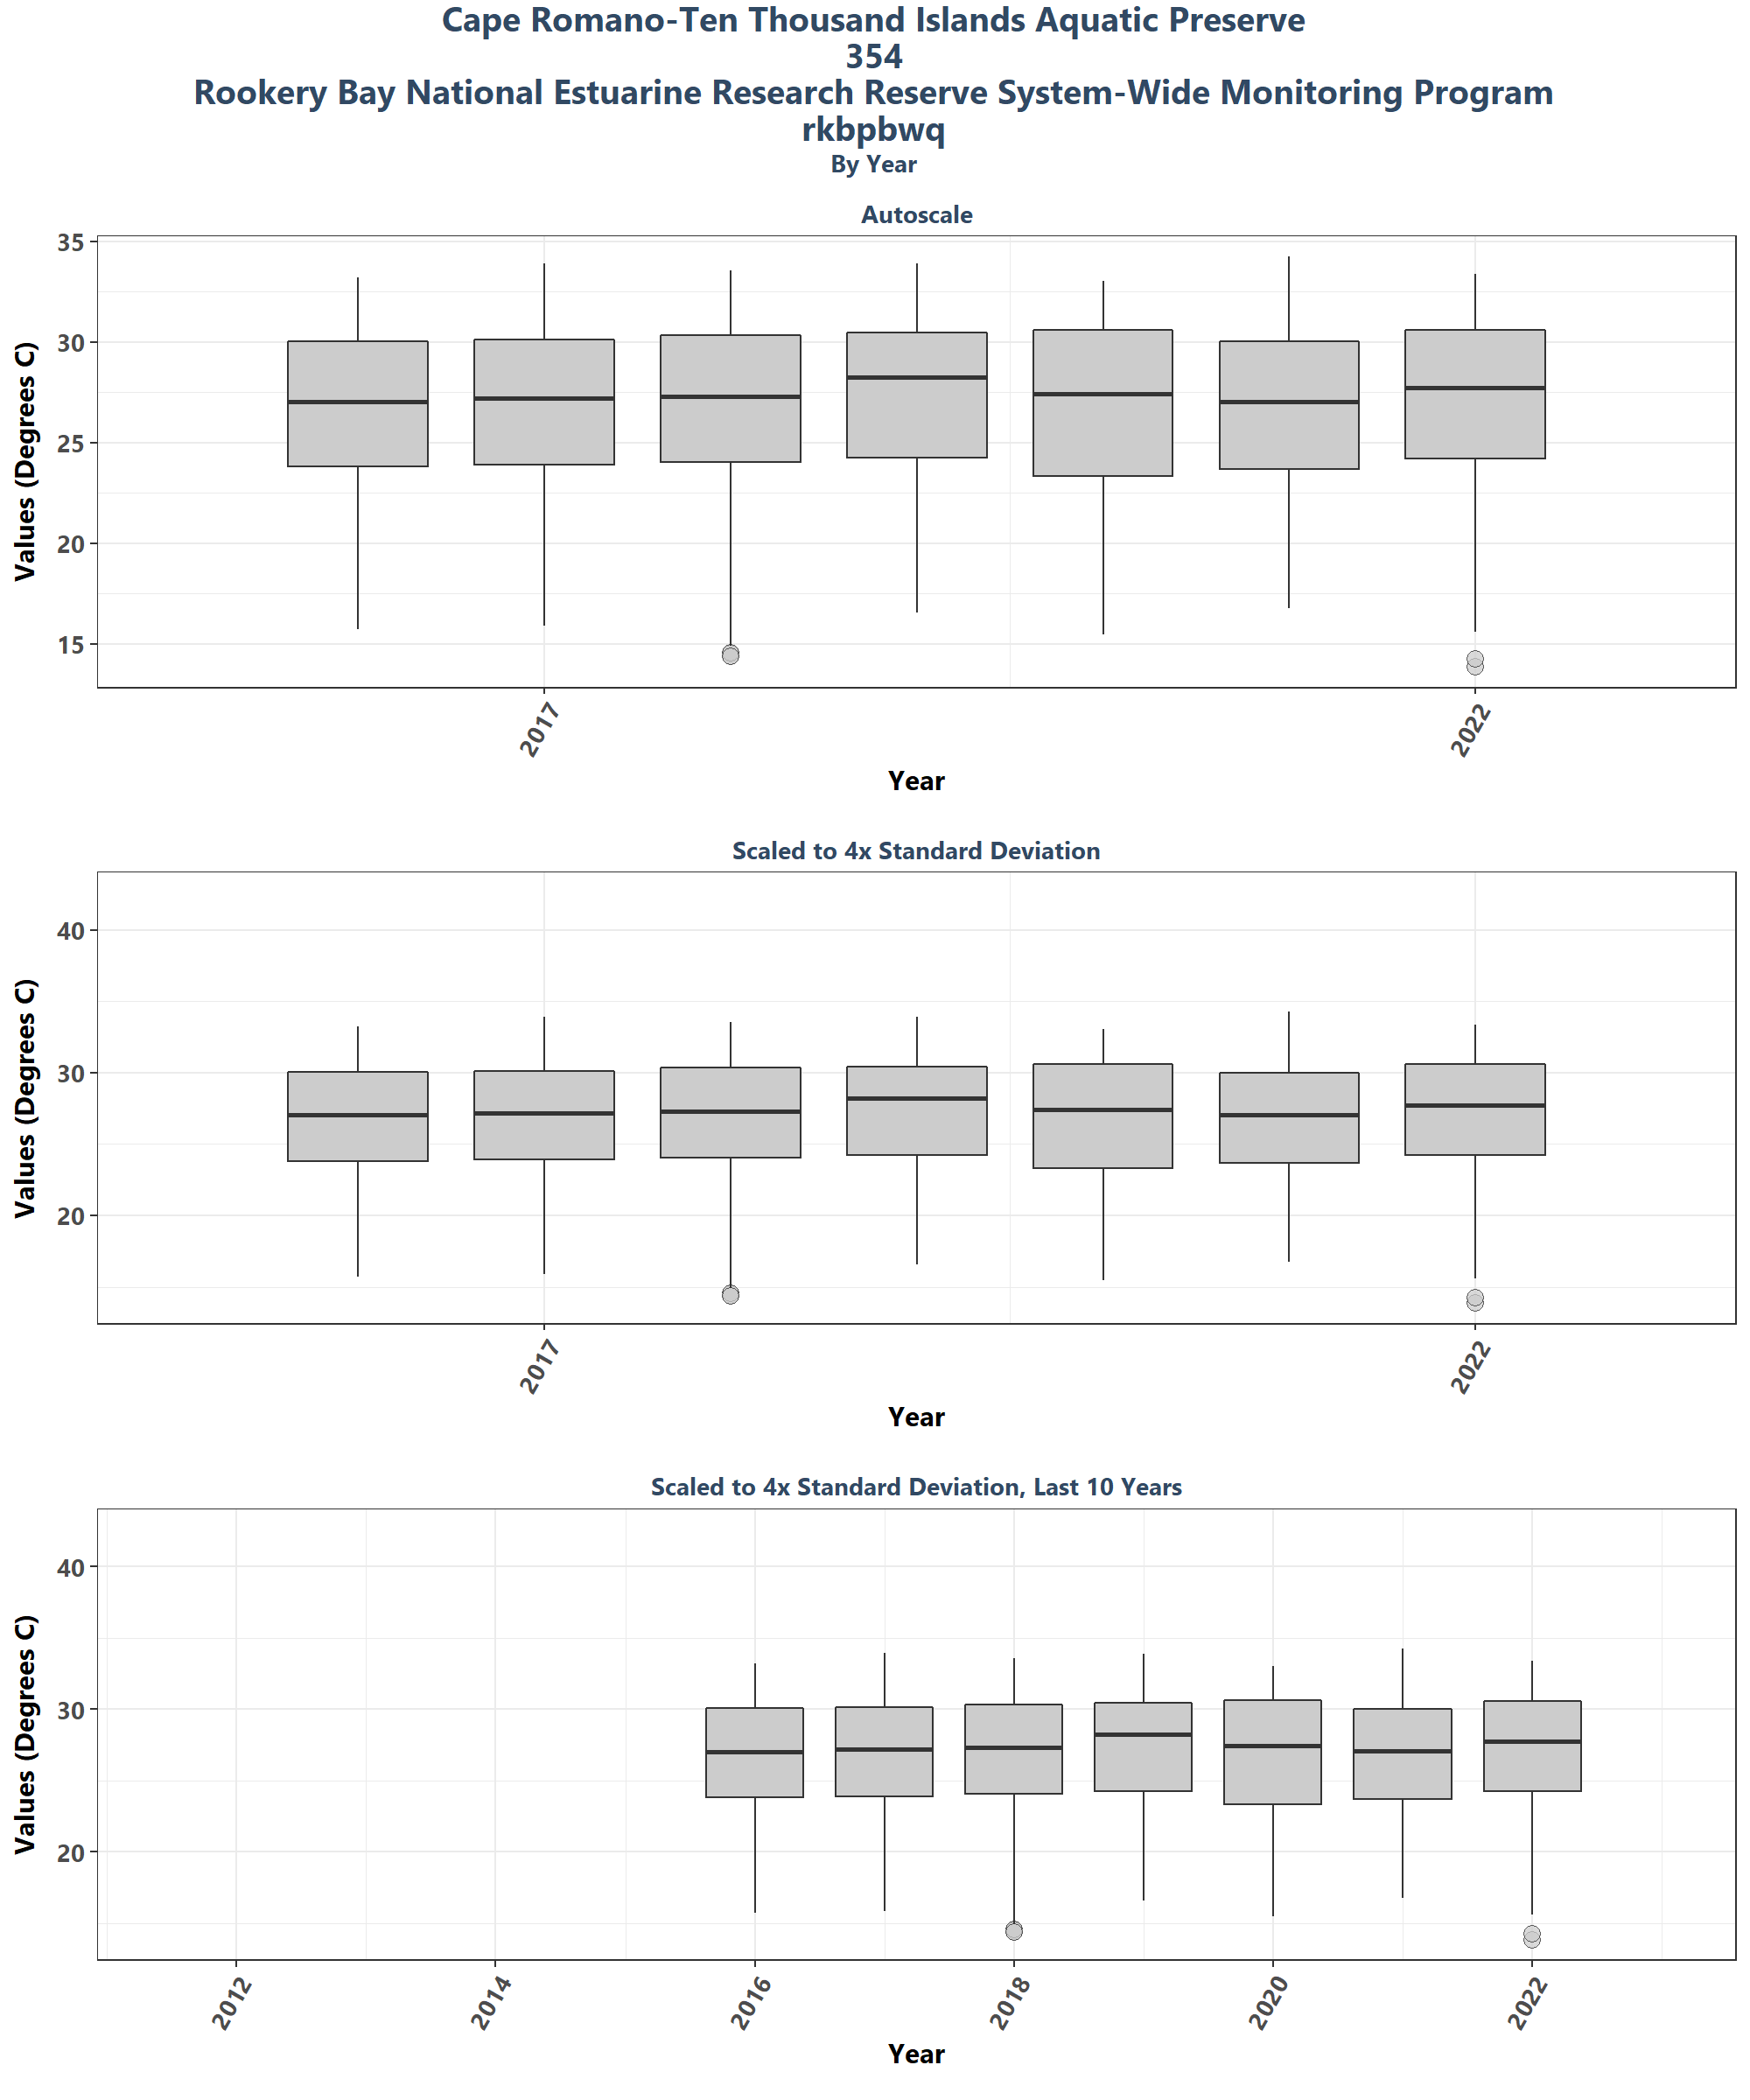 Cape Romano-Ten Thousand Islands Aquatic Preserve
354
Rookery Bay National Estuarine Research Reserve System-Wide Monitoring Program
rkbpbwq
By Year
Autoscale
Values (Degrees C)
35
30
25
20
15
2017
2022
Year
Scaled to 4x Standard Deviation
Values (Degrees C)
40
30
20
2017
2022
Year
Scaled to 4x Standard Deviation, Last 10 Years
Values (Degrees C)
40
30
20
2012
2014
2016
2018
2020
2022
Year